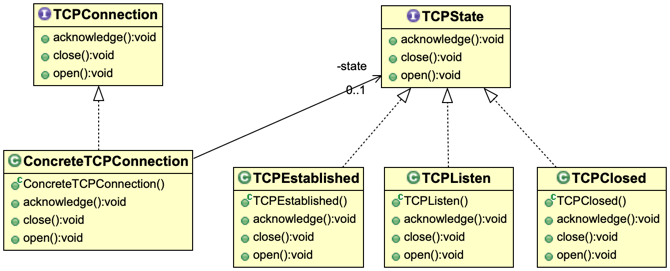 TCPConnection
acknowledge():void
close():void
open():void
TCPState
acknowledge():void
close():void
open():void
-state
0..1
ConcreteTCPConnection
ConcreteTCPConnection()
acknowledge():void
close():void
open():void
TCPEstablished
TCPEstablished()
acknowledge():void
close():void
open():void
TCPListen
TCPListen()
acknowledge():void
close():void
open():void
TCPClosed
TCPClosed()
acknowledge():void
close():void
open():void